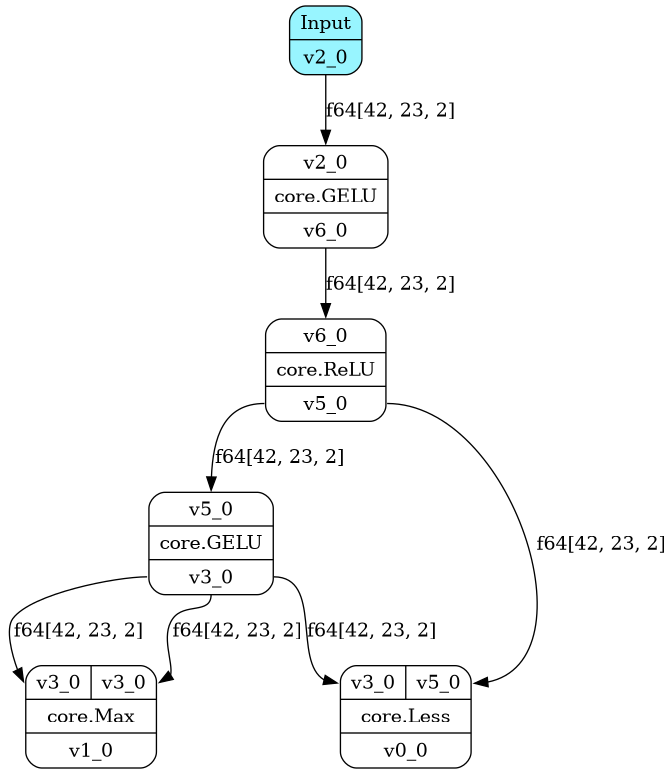 Input
v2_0
f64[42, 23, 2]
v2_0
core.GELU
v6_0
f64[42, 23, 2]
v6_0
core.ReLU
v5_0
f64[42, 23, 2]
f64[42, 23, 2]
v5_0
core.GELU
v3_0
f64[42, 23, 2] f64[42, 23, 2] f64[42, 23, 2]
v3_0 v3_0
core.Max
v1_0
v3_0 v5_0
core.Less
v0_0